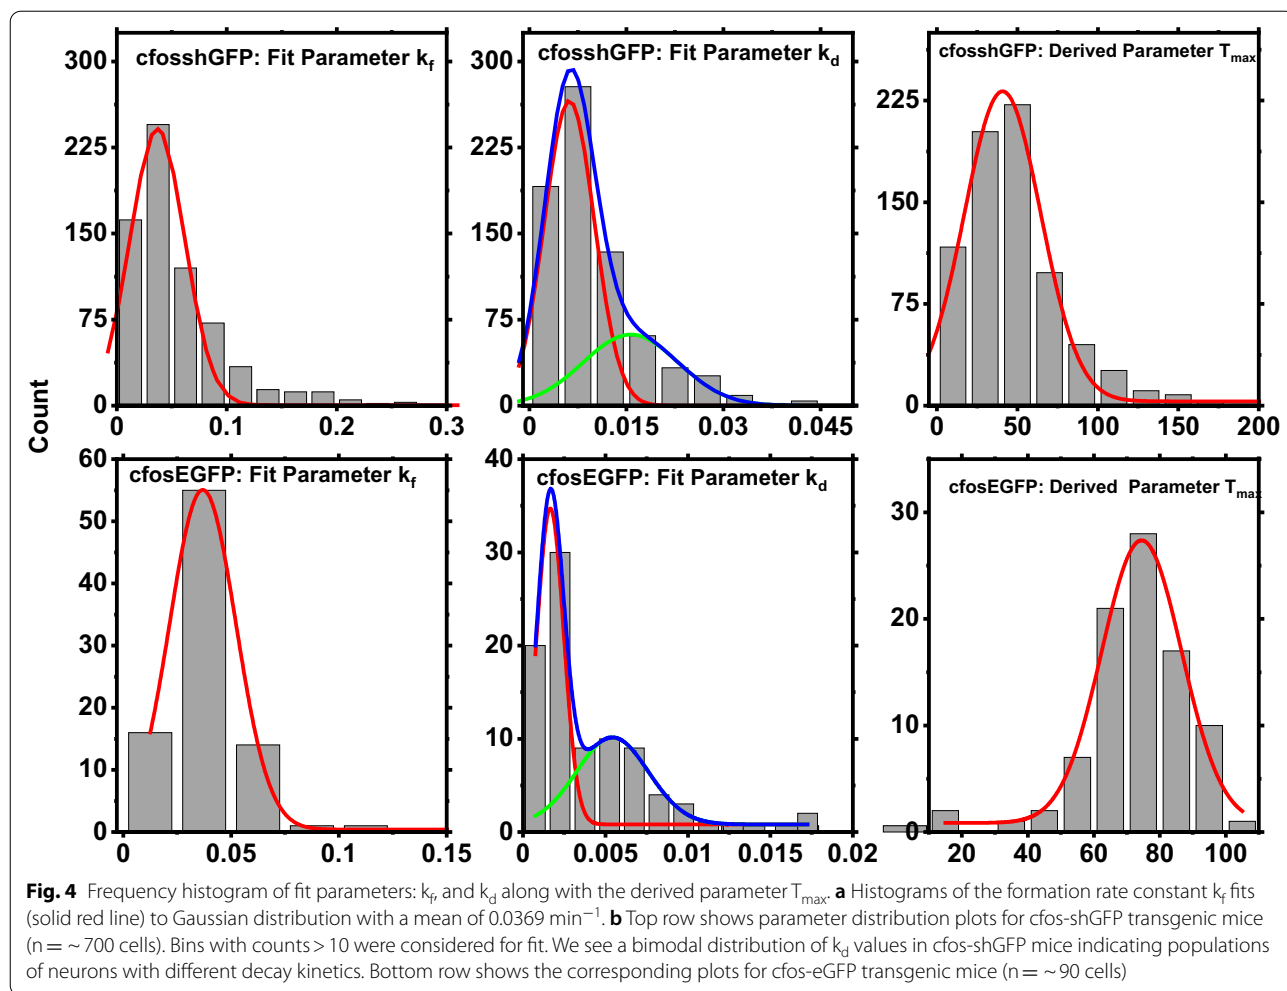 cfosshGFP: Fit Parameter kf
300
225
150
75
0
0 0.1 0.2 0.3
cfosshGFP: Fit Parameter kd
300
225
150
75
0
0 0.015 0.03 0.045
cfosshGFP: Derived Parameter Tmax
225
150
75
0
0 50 100 150 200
Count
cfosEGFP: Fit Parameter kf
60
50
40
30
20
10
0
0 0.05 0.1 0.15
cfosEGFP: Fit Parameter kd
40
30
20
10
0
0 0.005 0.01 0.015 0.02
cfosEGFP: Derived Parameter Tmax
30
20
10
0
20 40 60 80 100
Fig. 4 Frequency histogram of fit parameters: kf, and kd along with the derived parameter Tmax. a Histograms of the formation rate constant kf fits
(solid red line) to Gaussian distribution with a mean of 0.0369 min−1. b Top row shows parameter distribution plots for cfos-shGFP transgenic mice
(n = ~ 700 cells). Bins with counts > 10 were considered for fit. We see a bimodal distribution of kd values in cfos-shGFP mice indicating populations
of neurons with different decay kinetics. Bottom row shows the corresponding plots for cfos-eGFP transgenic mice (n = ~ 90 cells)